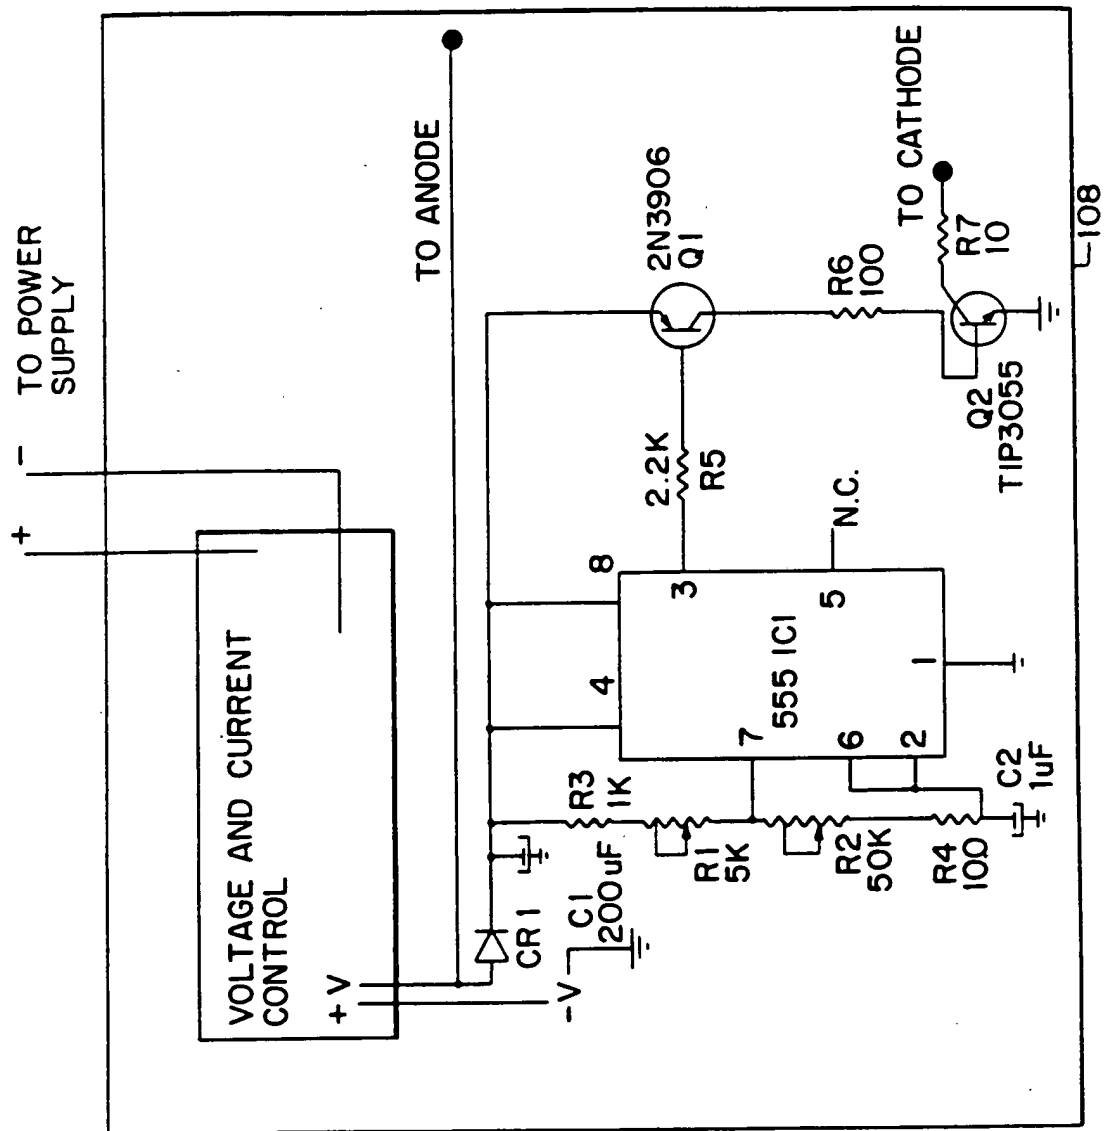 TO POWER
SUPPLY
+
-
VOLTAGE AND CURRENT
CONTROL
+ V
-V
TO ANODE
CR1
C1
200uF
R3
1K
R1
5K
R2
50K
R4
100
C2
1uF
4
8
7
3
555 IC1
6
5
2
1
N.C.
2.2K
R5
2N3906
Q1
R6
100
TO CATHODE
R7
10
Q2
TIP3055
108